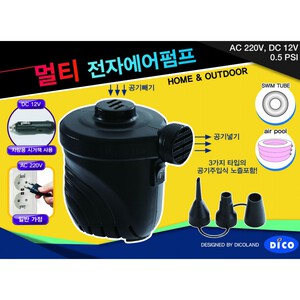 AC 220V, DC 12V
0.5 PSI
멀티 전자에어펌프
HOME & OUTDOOR
공기빼기
DC 12V
차량용 시거잭 사용
AC 220V
일반 가정
SWIM TUBE
공기넣기
air pool
3가지 타입의
공기주입식 노즐포함!
DESIGNED BY DICOLAND
DiCO